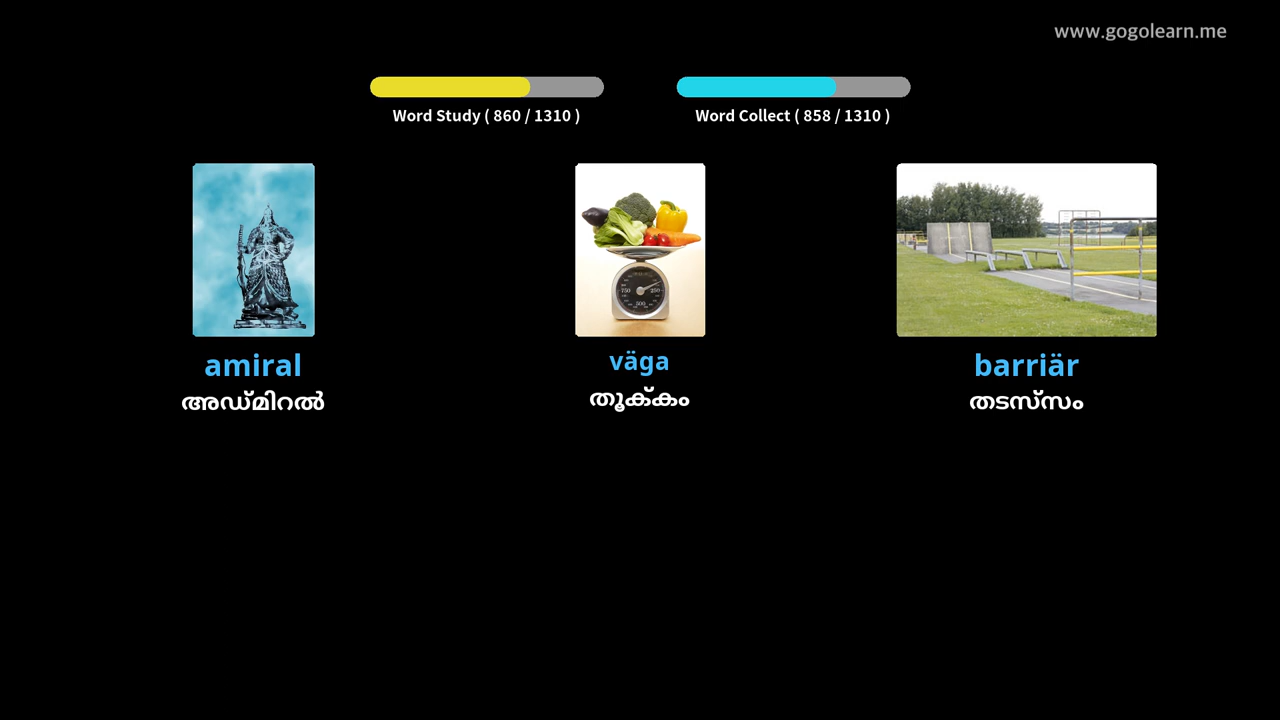 www.gogolearn.me
Word Study ( 860 / 1310 )
Word Collect ( 858 / 1310 )
amiral
അഡ്മിറൽ
väga
തൂക്കം
barriär
തടസ്സം